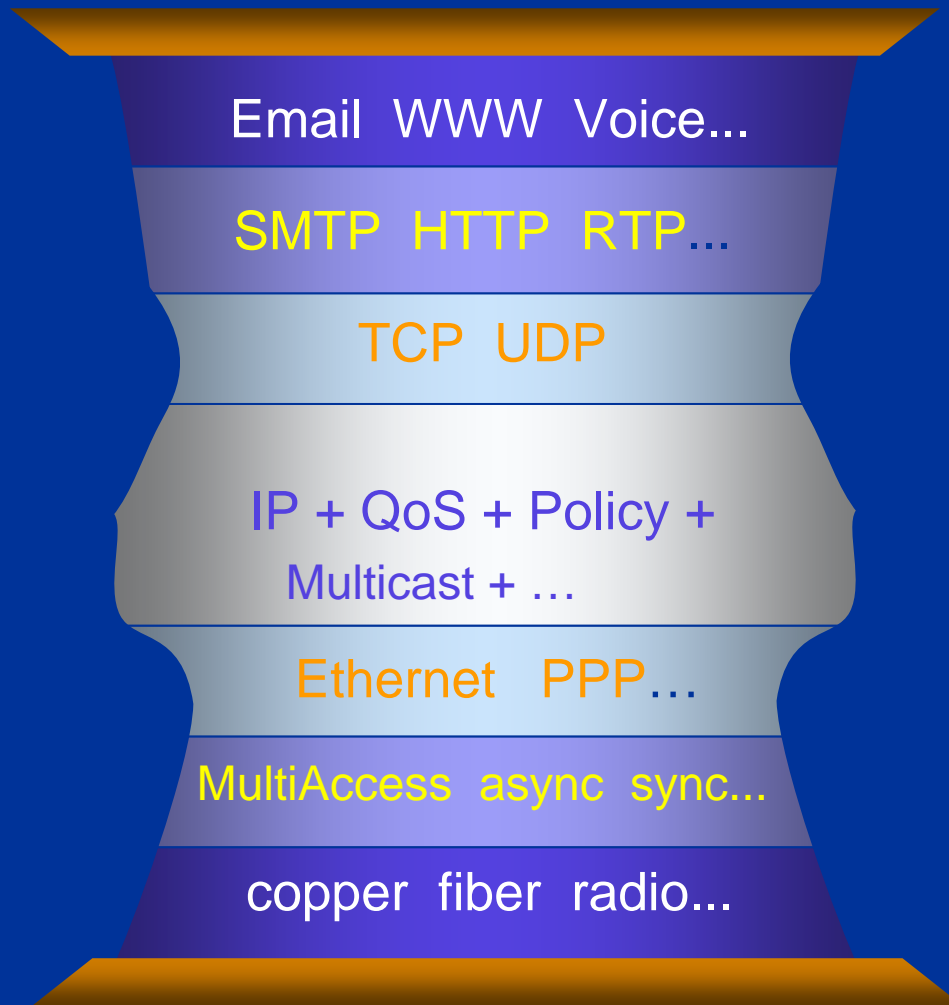 Email WWW Voice...
SMTP HTTP RTP...
TCP UDP
IP + QoS + Policy +
Multicast + …
Ethernet PPP…
MultiAccess async sync...
copper fiber radio...